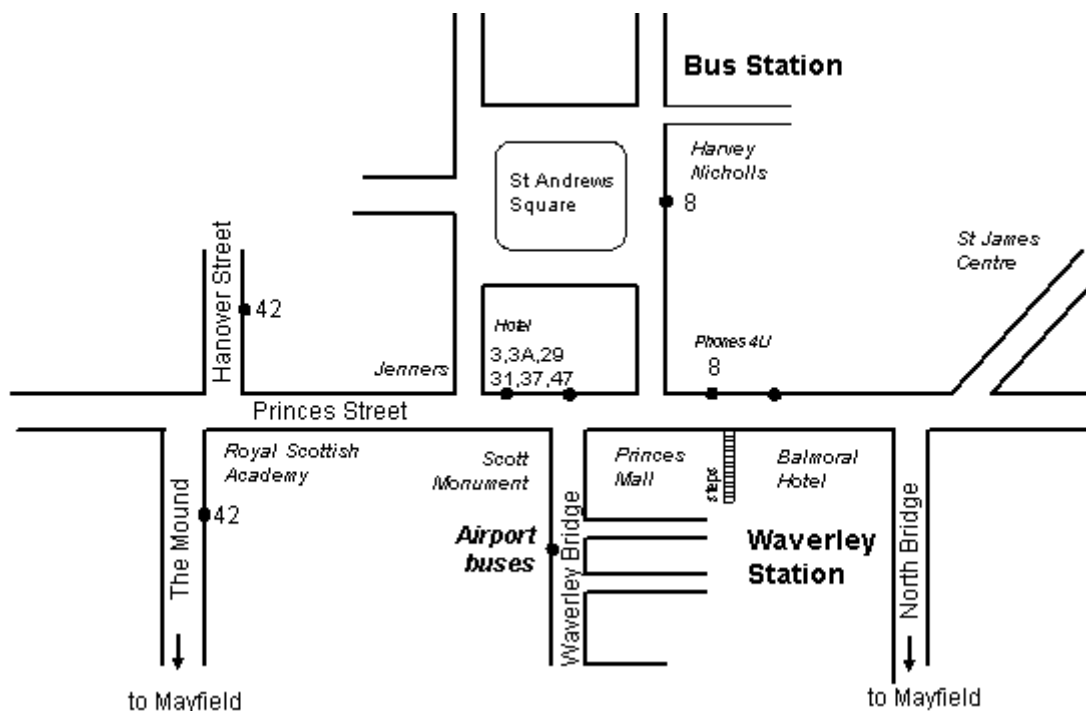 Bus Station
Harvey
Nicholls
8
St Andrews
Square
St James
Centre
Hanover Street
42
Hotel
3,3A,29
31,37,47
Jenners
Phones 4U
8
Princes Street
Royal Scottish
Academy
Scott
Monument
Princes
Mall
steps
Balmoral
Hotel
42
The Mound
Airport
buses
Waverley Bridge
Waverley
Station
North Bridge
to Mayfield
to Mayfield